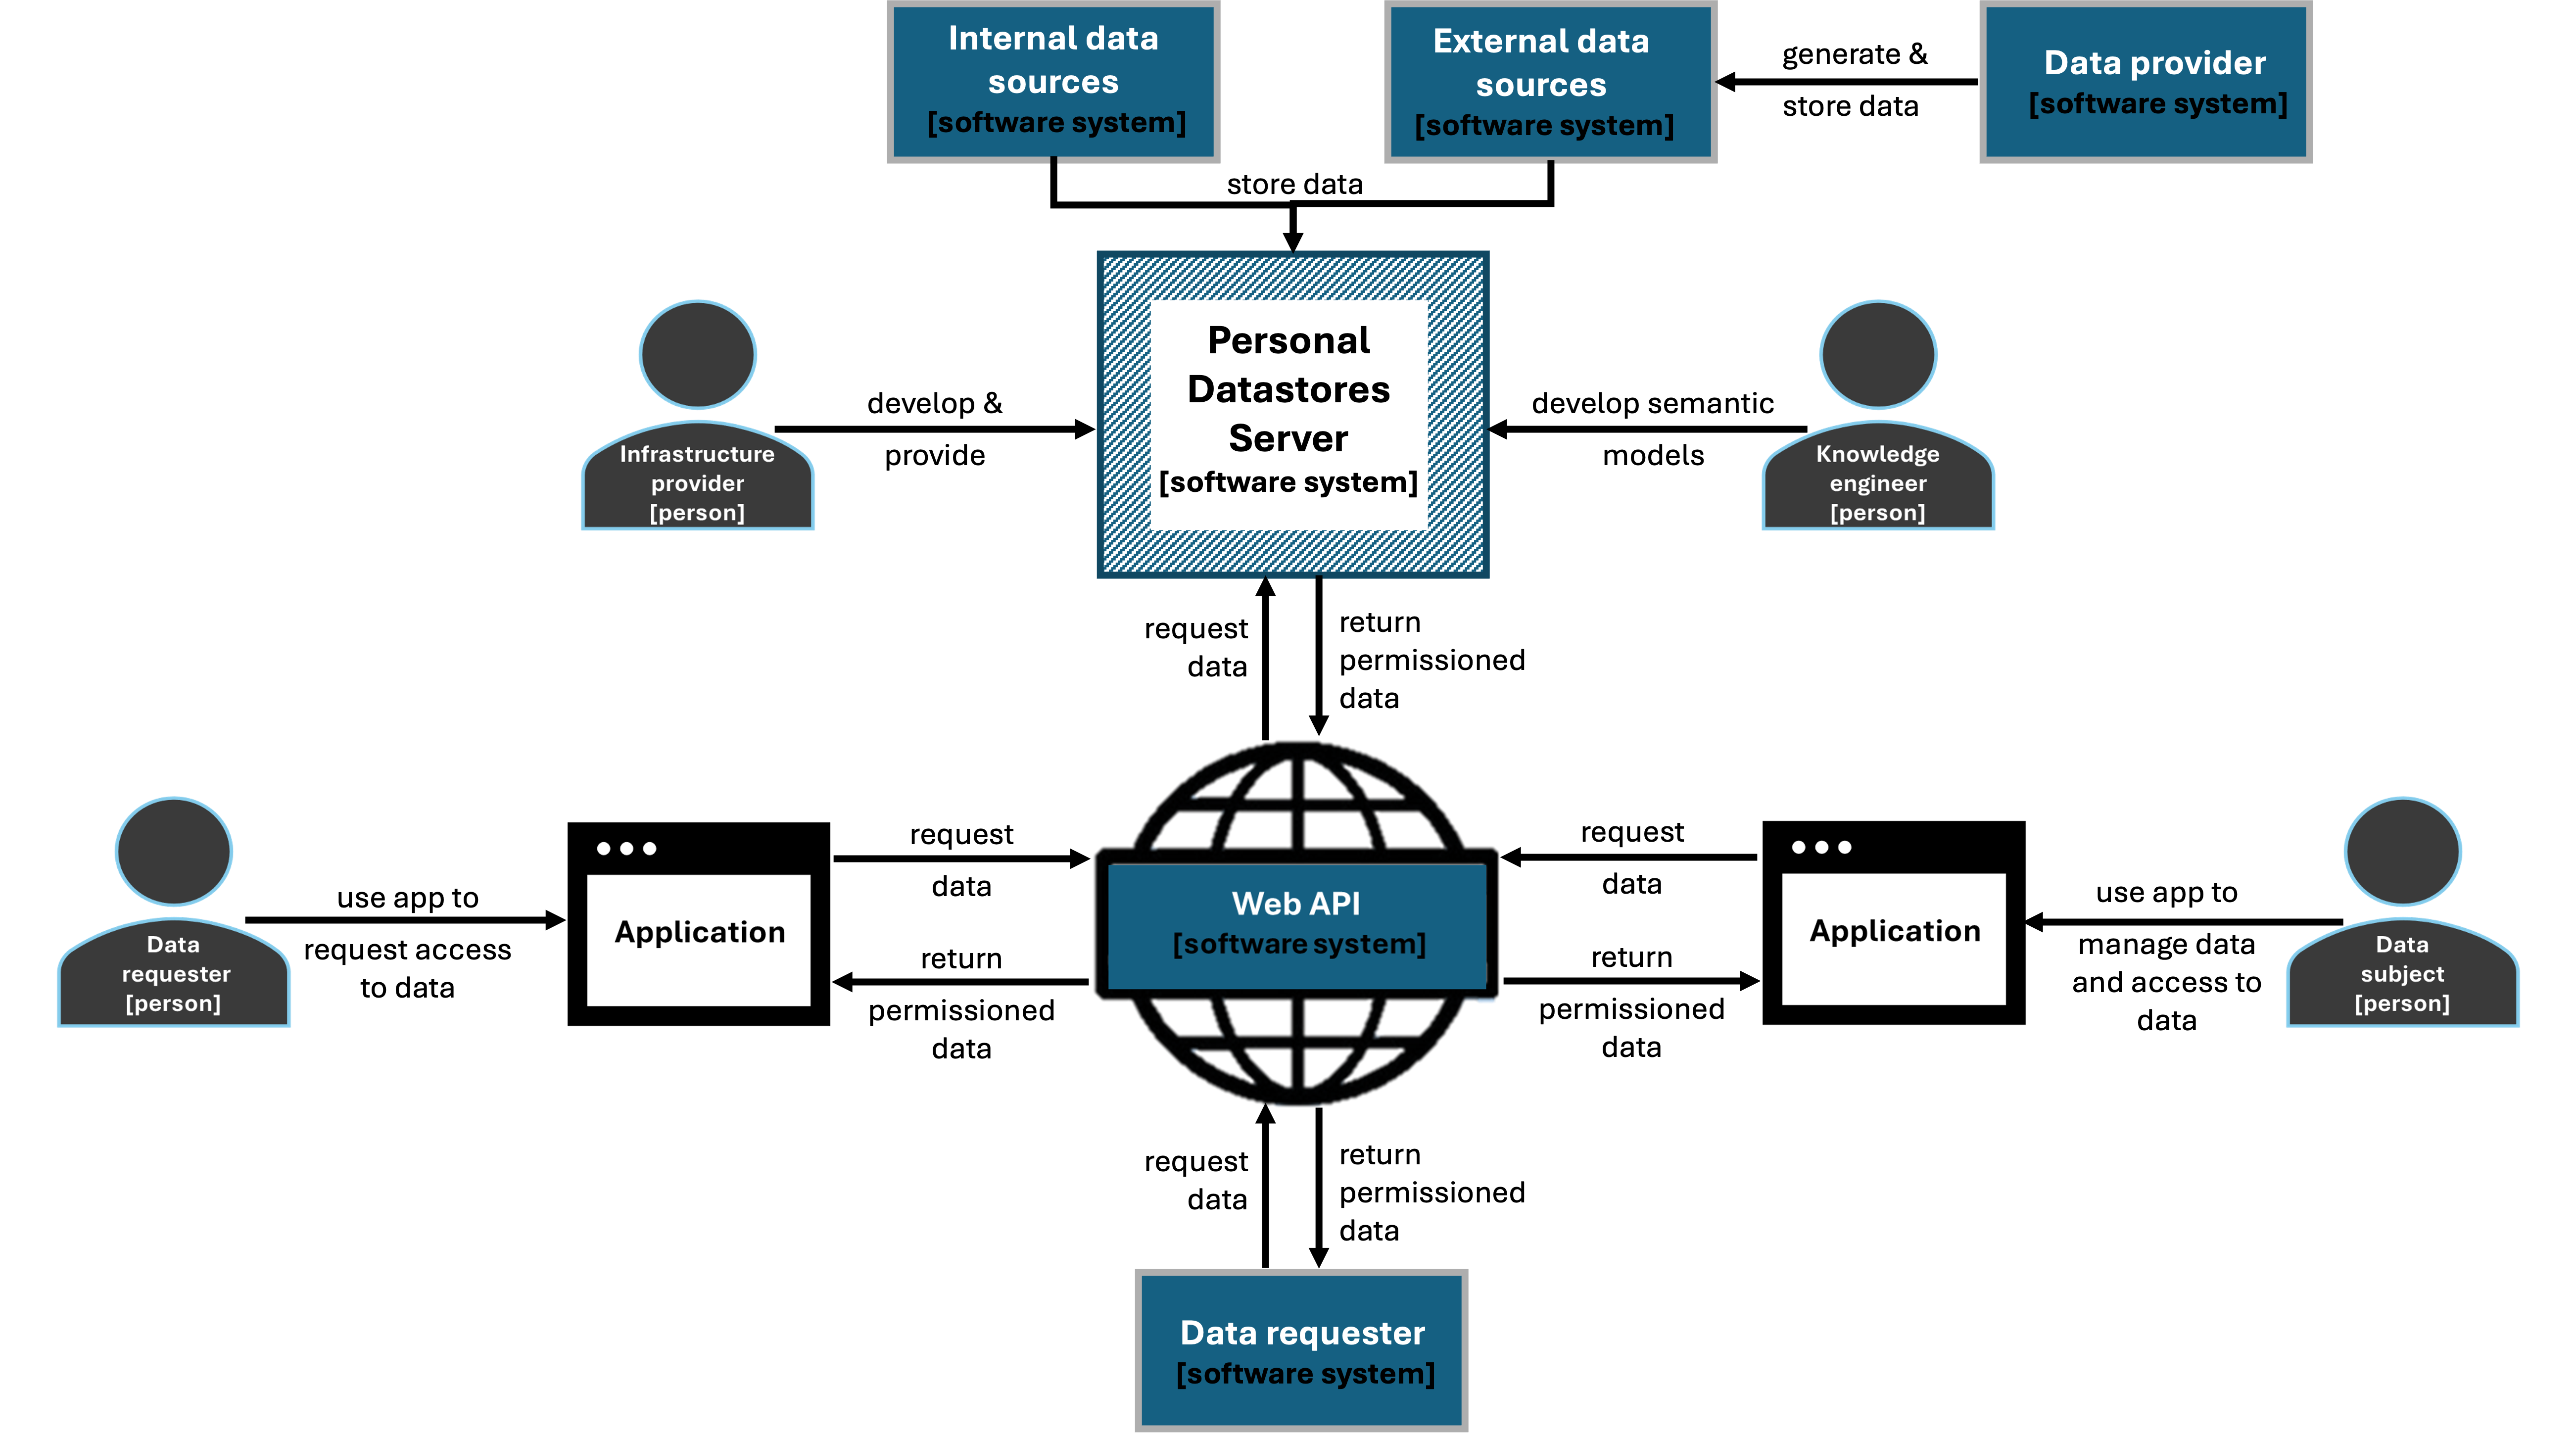 Internal data
sources
[software system]
External data
sources
[software system]
generate &
store data
Data provider
[software system]
store data
Personal
Datastores
Server
[software system]
Infrastructure
provider
[person]
develop &
provide
develop semantic
models
Knowledge
engineer
[person]
request
data
return
permissioned
data
Data
requester
[person]
use app to
request access
to data
Application
request
data
return
permissioned
data
Web API
[software system]
request
data
return
permissioned
data
Application
use app to
manage data
and access to
data
Data
subject
[person]
request
data
return
permissioned
data
Data requester
[software system]